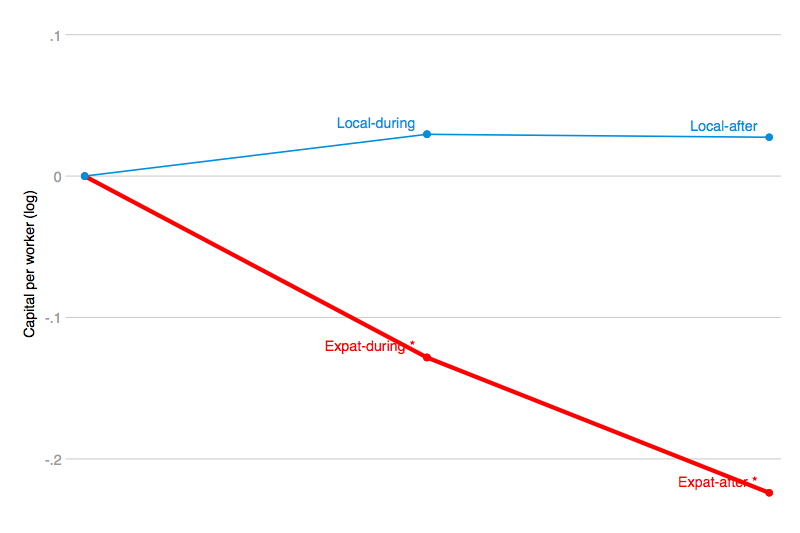 .1
Local-during
Local-after
0
Capital per worker (log)
-.1
Expat-during *
-.2
Expat-after *